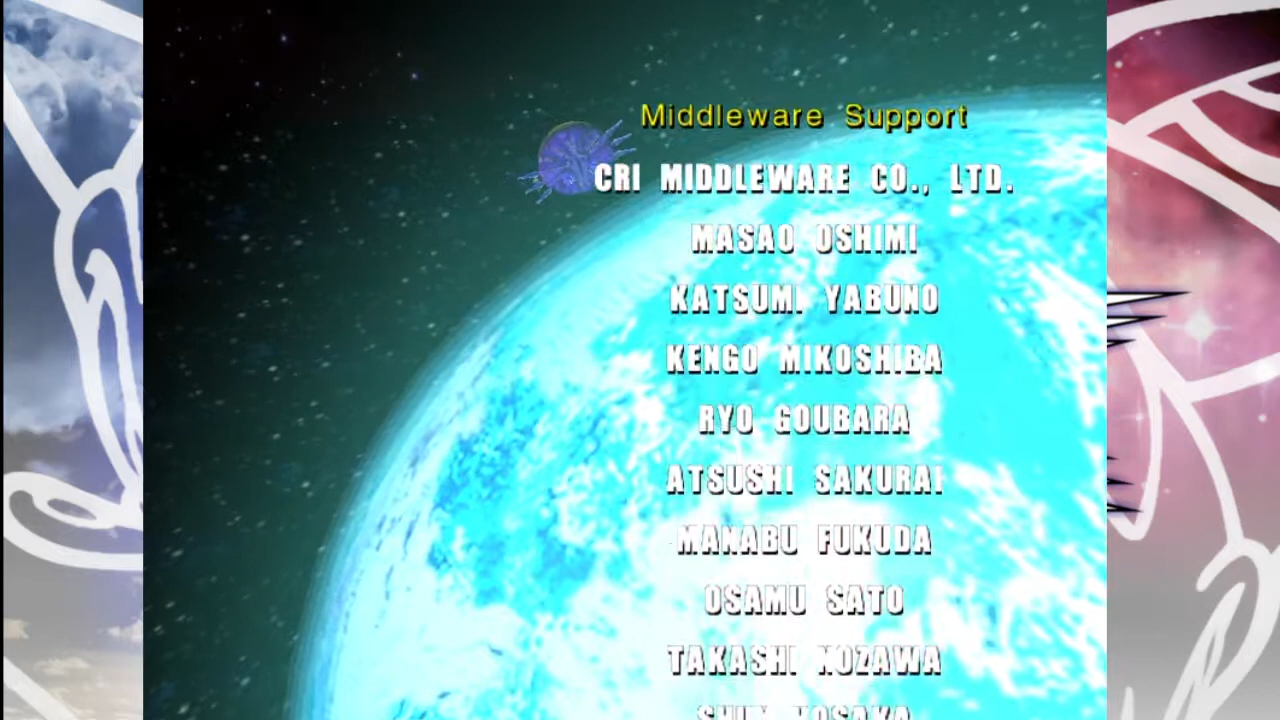 Middleware Support
CRI MIDDLEWARE CO., LTD.
MASAO OSHIMI
KATSUMI YABUNO
KENGO MIKOSHIBA
RYO GOUBARA
ATSUSHI SAKURAI
MANABU FUKUDA
OSAMU SATO
TAKASHI NOZAWA